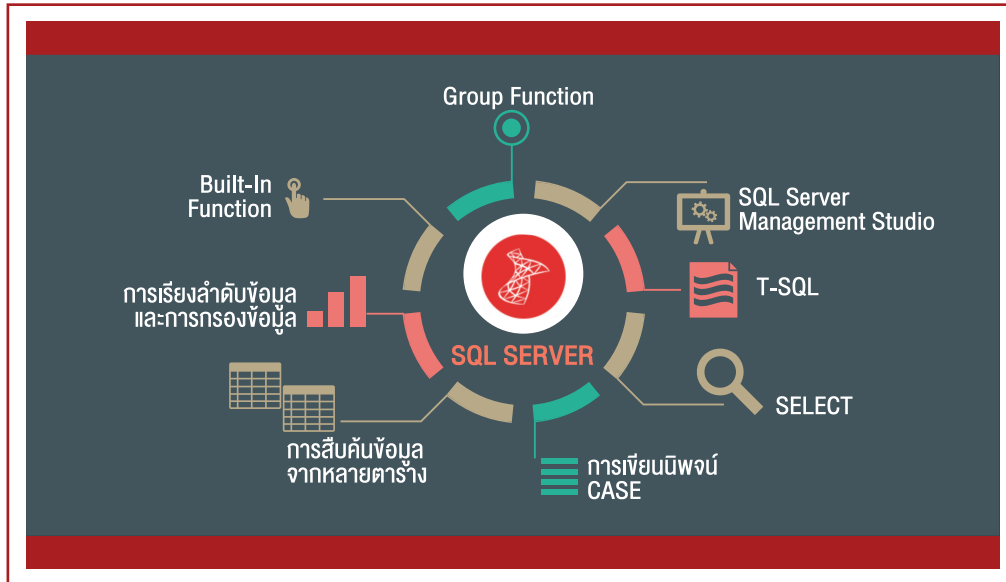 Group Function
Built-In
Function
SQL Server
Management Studio
การเรียงลำดับข้อมูล
และการกรองข้อมูล
T-SQL
SQL SERVER
SELECT
การสืบค้นข้อมูล
จากหลายตาราง
การเขียนนิพจน์
CASE